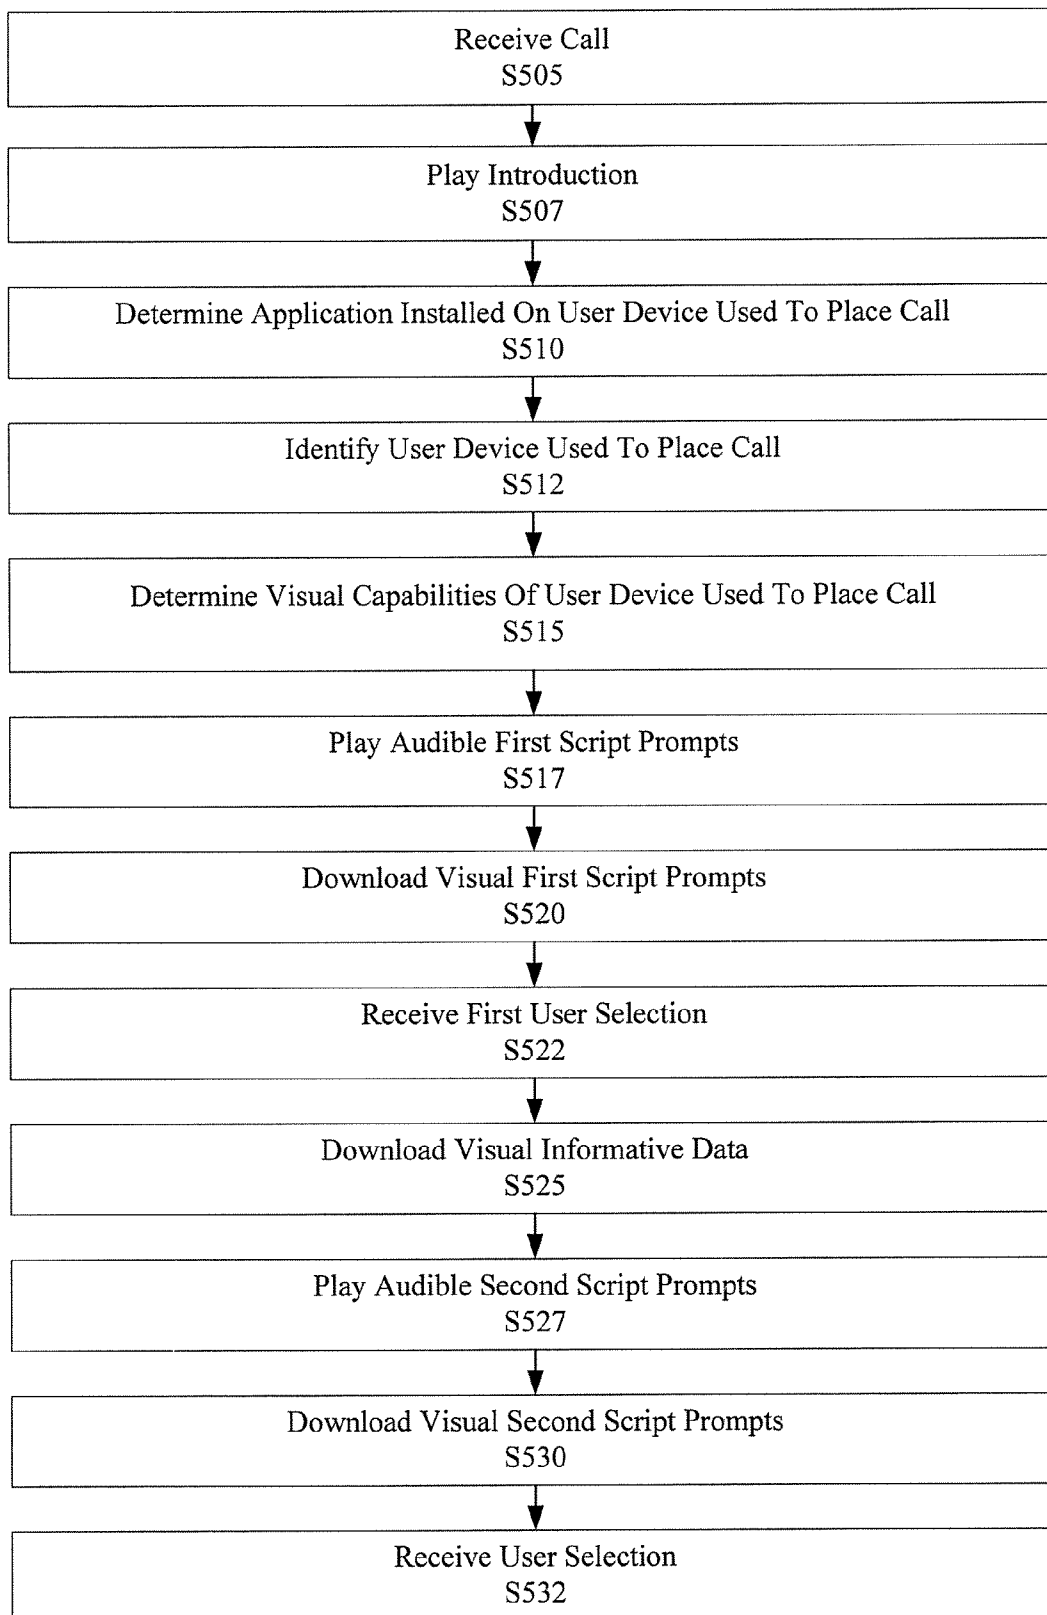 Receive Call
S505
Play Introduction
S507
Determine Application Installed On User Device Used To Place Call
S510
Identify User Device Used To Place Call
S512
Determine Visual Capabilities Of User Device Used To Place Call
S515
Play Audible First Script Prompts
S517
Download Visual First Script Prompts
S520
Receive First User Selection
S522
Download Visual Informative Data
S525
Play Audible Second Script Prompts
S527
Download Visual Second Script Prompts
S530
Receive User Selection
S532